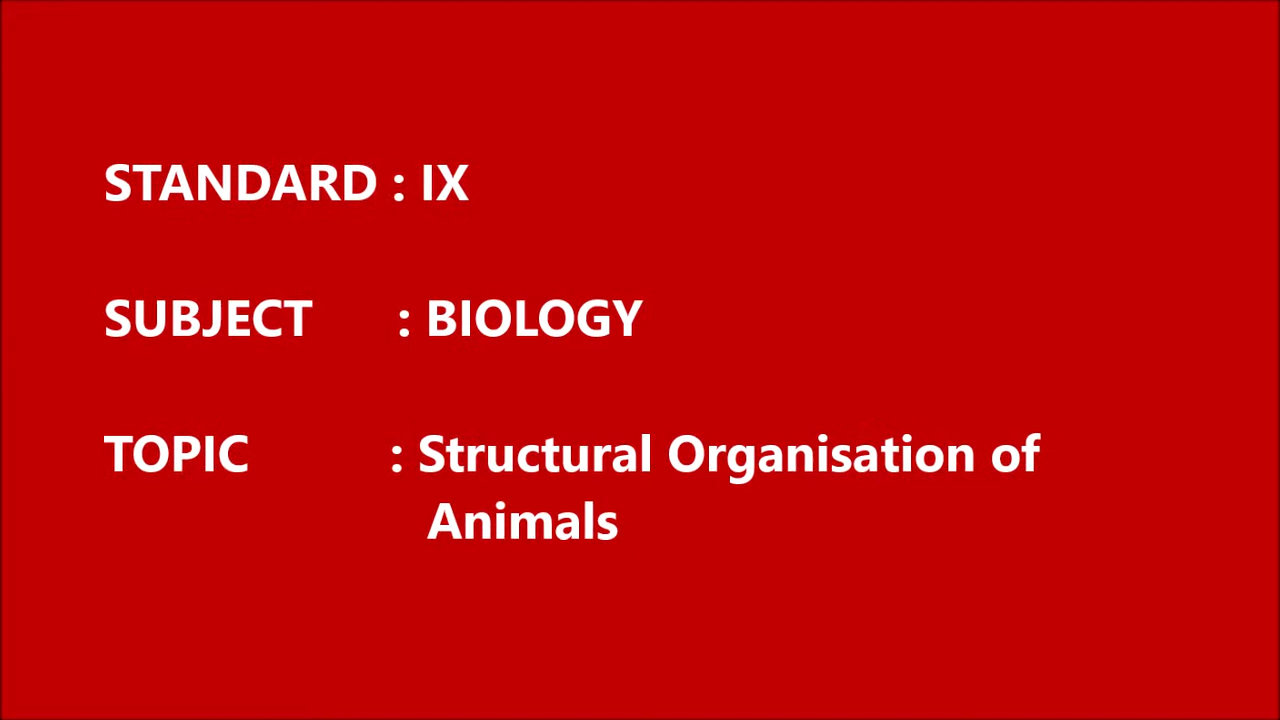 STANDARD : IX
SUBJECT : BIOLOGY
TOPIC : Structural Organisation of
Animals